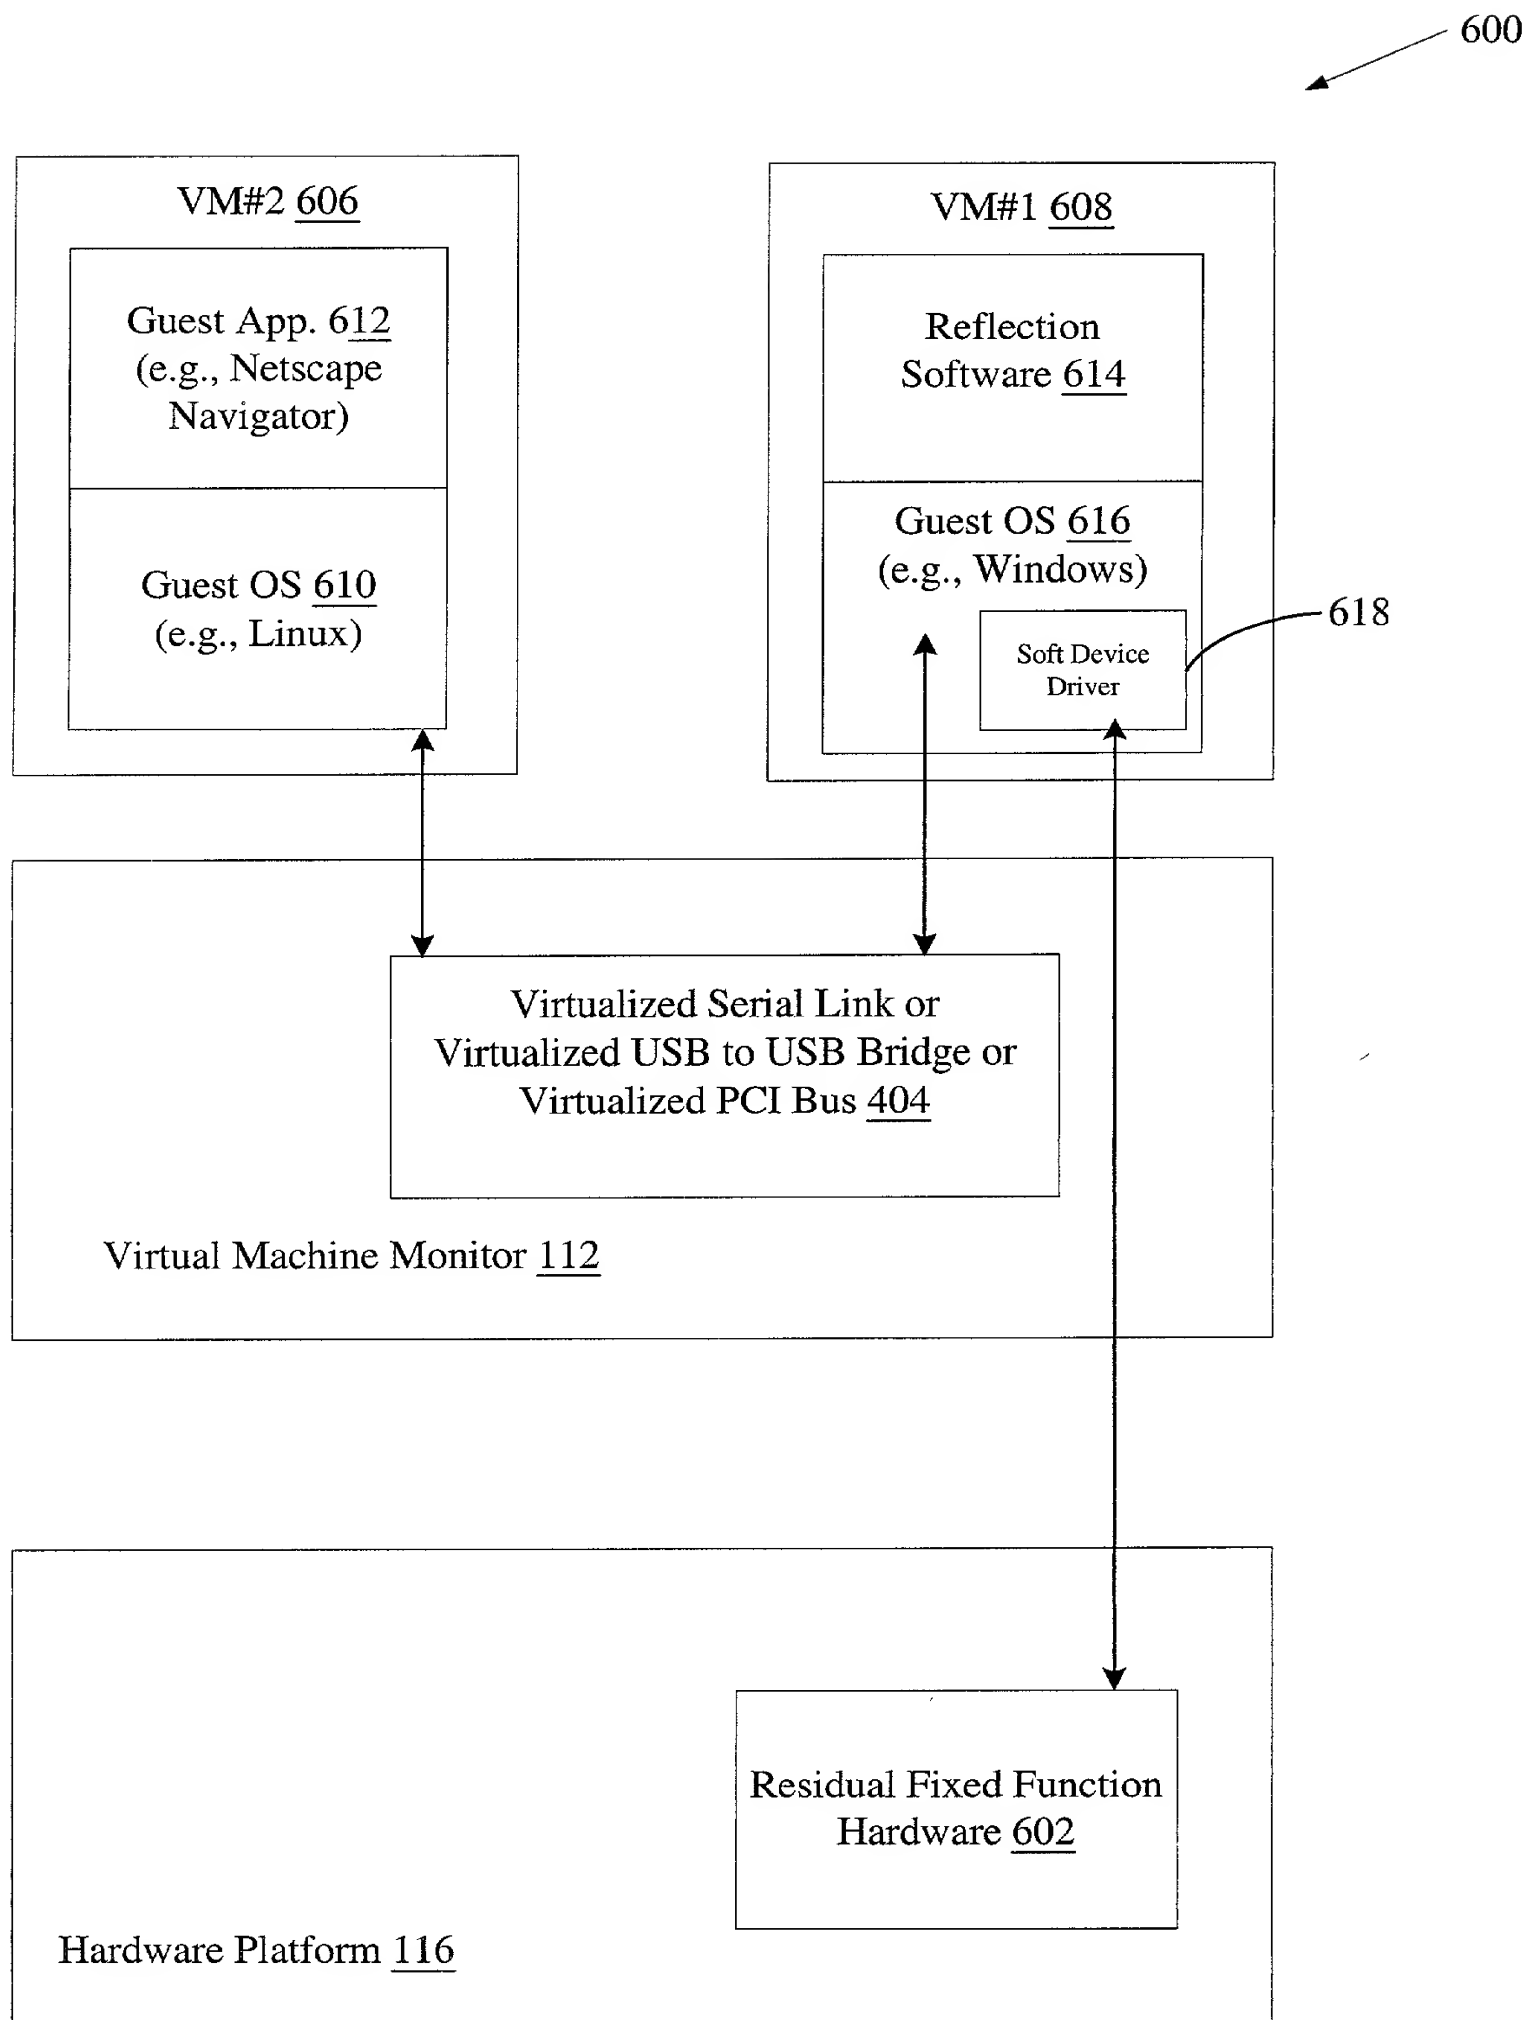 600
VM#2 606
Guest App. 612
(e.g., Netscape
Navigator)
Guest OS 610
(e.g., Linux)
VM#1 608
Reflection
Software 614
Guest OS 616
(e.g., Windows)
Soft Device
Driver
618
Virtualized Serial Link or
Virtualized USB to USB Bridge or
Virtualized PCI Bus 404
Virtual Machine Monitor 112
Residual Fixed Function
Hardware 602
Hardware Platform 116